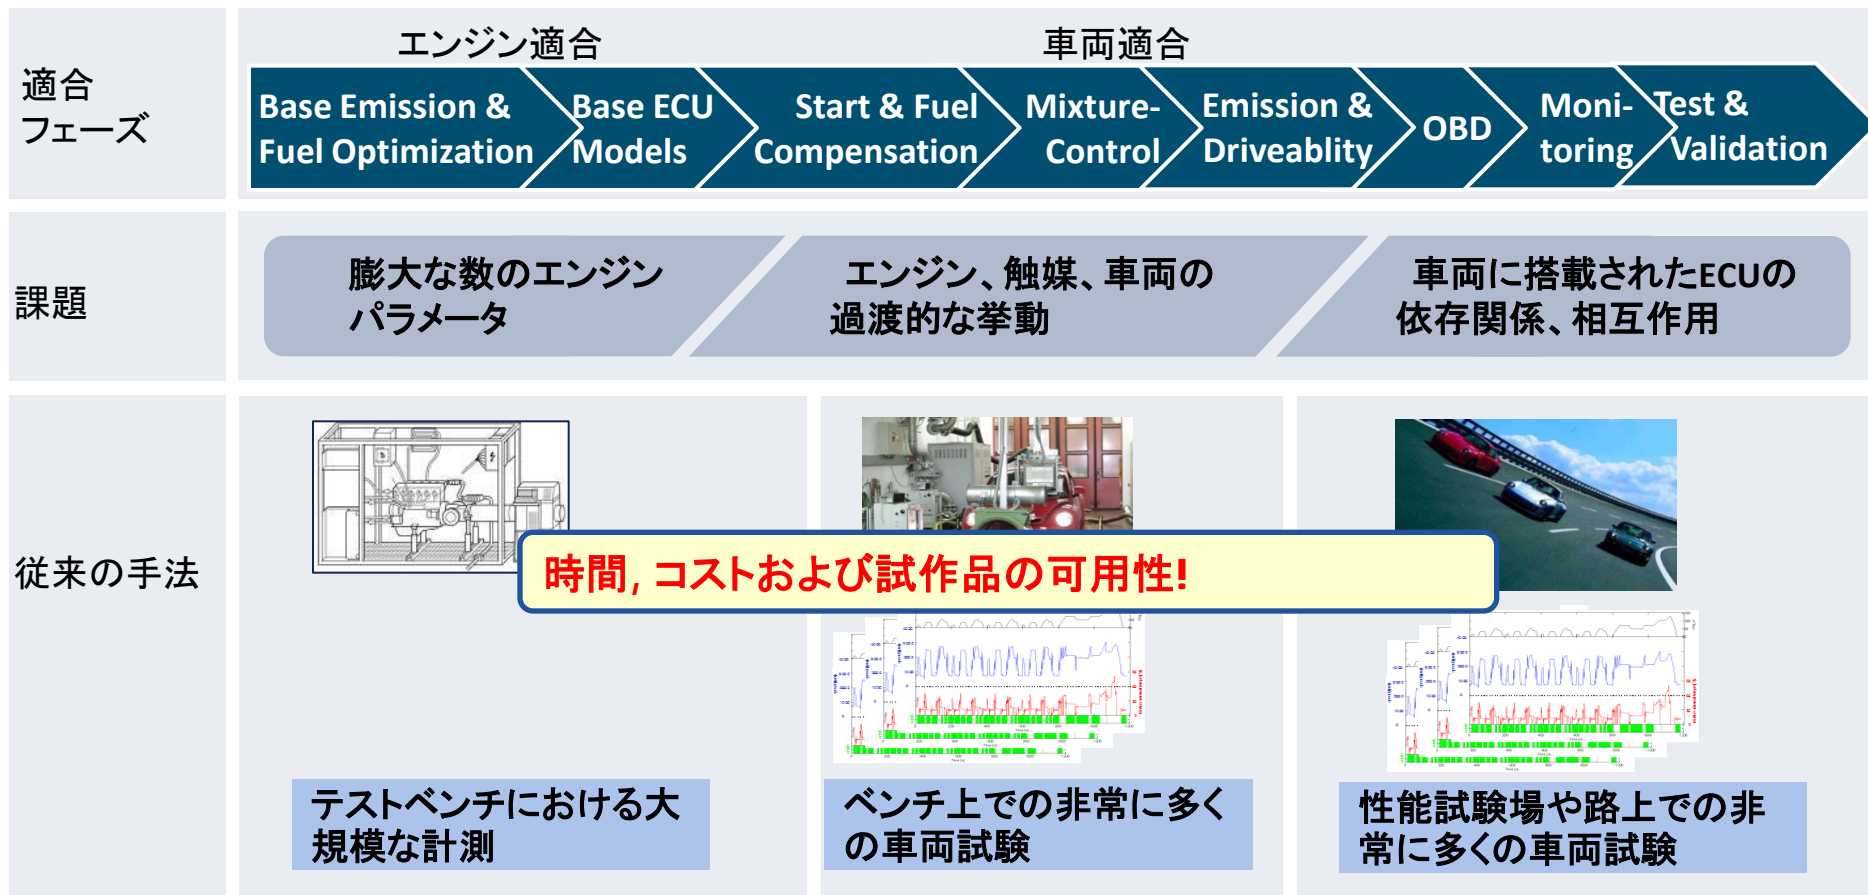 適合
フェーズ
エンジン適合
車両適合
Base Emission &
Fuel Optimization
Base ECU
Models
Start & Fuel
Compensation
Mixture-
Control
Emission &
Driveablity
OBD
Moni-
toring
Test &
Validation
課題
膨大な数のエンジン
パラメータ
エンジン、触媒、車両の
過渡的な挙動
車両に搭載されたECUの
依存関係、相互作用
従来の手法
時間, コストおよび試作品の可用性!
テストベンチにおける大
規模な計測
ベンチ上での非常に多く
の車両試験
性能試験場や路上での非
常に多くの車両試験